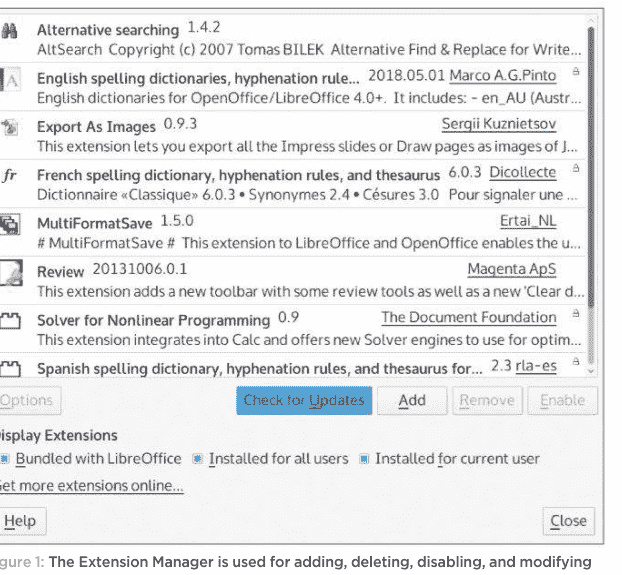 Alternative searching 1.4.2
AltSearch Copyright (c) 2007 Tomas BILEK Alternative Find & Replace for Write...
English spelling dictionaries, hyphenation rule... 2018.05.01 Marco A.G.Pinto
English dictionaries for OpenOffice/LibreOffice 4.0+. It includes: - en_AU (Austr...
Export As Images 0.9.3 Sergii Kuznietsov
This extension lets you export all the Impress slides or Draw pages as images of J...
fr French spelling dictionary, hyphenation rules, and thesaurus 6.0.3 Dicollecte
Dictionnaire «Classique» 6.0.3 • Synonymes 2.4 • Césures 3.0 Pour signaler une ...
MultiFormatSave 1.5.0 Ertai_NL
# MultiFormatSave # This extension to LibreOffice and OpenOffice enables the u...
Review 20131006.0.1 Magenta ApS
This extension adds a new toolbar with some review tools as well as a new 'Clear d...
Solver for Nonlinear Programming 0.9 The Document Foundation
This extension integrates into Calc and offers new Solver engines to use for optim...
Spanish spelling dictionary, hyphenation rules, and thesaurus for... 2.3 rla-es
Options Check for Updates Add Remove Enable
isplay Extensions
Bundled with LibreOffice Installed for all users Installed for current user
et more extensions online...
Help Close
gure 1: The Extension Manager is used for adding, deleting, disabling, and modifying